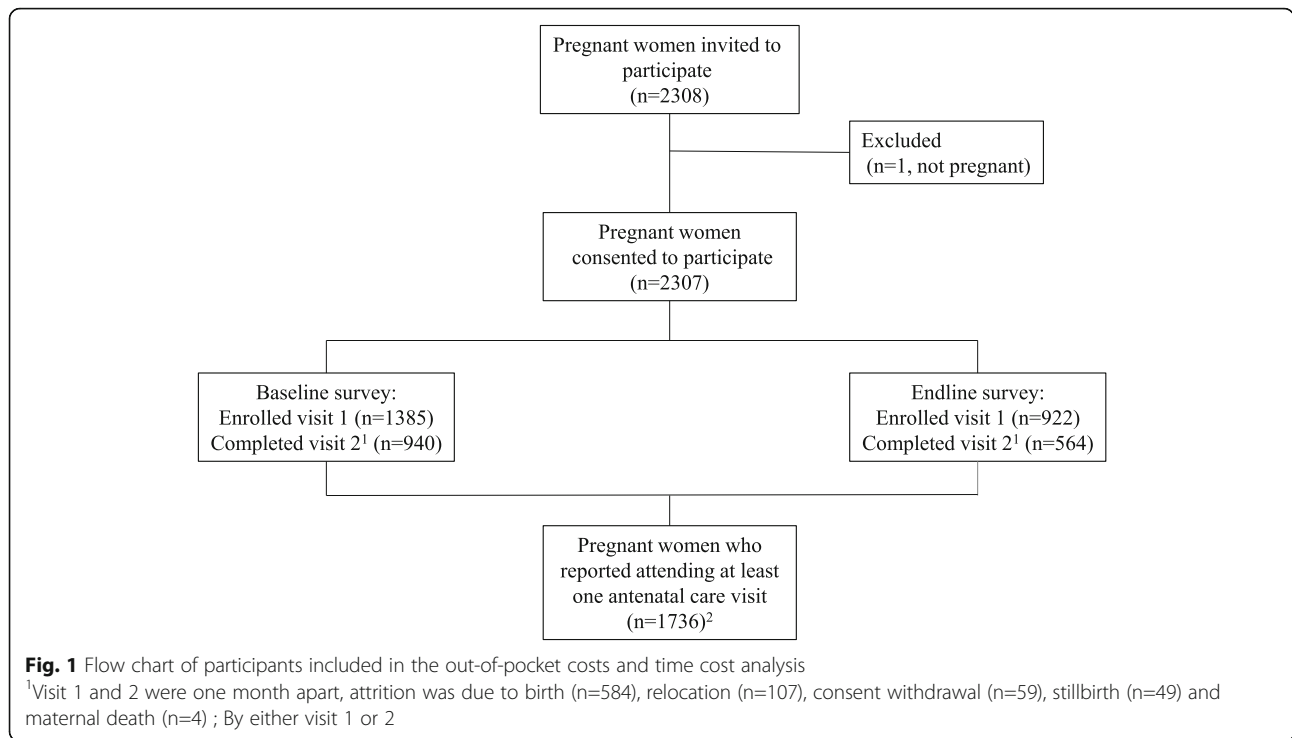 Pregnant women invited to
participate
(n=2308)
Excluded
(n=1, not pregnant)
Pregnant women
consented to participate
(n=2307)
Baseline survey:
Enrolled visit 1 (n=1385)
Completed visit 2¹ (n=940)
Endline survey:
Enrolled visit 1 (n=922)
Completed visit 2¹ (n=564)
Pregnant women who
reported attending at least
one antenatal care visit
(n=1736)²
Fig. 1 Flow chart of participants included in the out-of-pocket costs and time cost analysis
¹Visit 1 and 2 were one month apart, attrition was due to birth (n=584), relocation (n=107), consent withdrawal (n=59), stillbirth (n=49) and
maternal death (n=4) ; By either visit 1 or 2